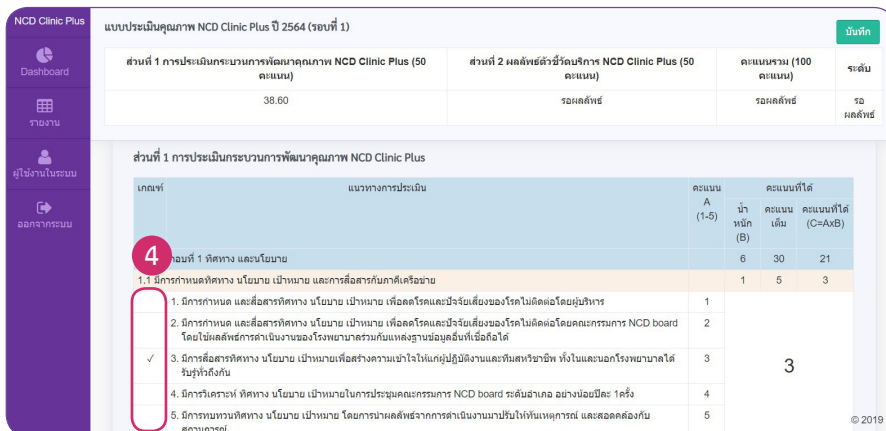 NCD Clinic Plus
แบบประเมินคุณภาพ NCD Clinic Plus ปี 2564 (รอบที่ 1)
บันทึก
Dashboard
รายงาน
ผู้ใช้งานในระบบ
ออกจากระบบ
ส่วนที่ 1 การประเมินกระบวนการพัฒนาคุณภาพ NCD Clinic Plus (50
คะแนน)
ส่วนที่ 2 ผลลัพธ์ตัวชี้วัดบริการ NCD Clinic Plus (50
คะแนน)
คะแนนรวม (100
คะแนน)
ระดับ
38.60
รอผลลัพธ์
รอผลลัพธ์
รอ
ผลลัพธ์
ส่วนที่ 1 การประเมินกระบวนการพัฒนาคุณภาพ NCD Clinic Plus
เกณฑ์
แนวทางการประเมิน
คะแนน
A
(1-5)
คะแนนที่ได้
น้ำ
หนัก
(B)
คะแนน
เต็ม
คะแนนที่ได้
(C=AxB)
4
อบที่ 1 ทิศทาง และนโยบาย
6
30
21
1.1 มีการกำหนดทิศทาง นโยบาย เป้าหมาย และการสื่อสารกับภาคีเครือข่าย
1
5
3
1. มีการกำหนด และสื่อสารทิศทาง นโยบาย เป้าหมาย เพื่อลดโรคและปัจจัยเสี่ยงของโรคไม่ติดต่อโดยผู้บริหาร
1
2. มีการกำหนด และสื่อสารทิศทาง นโยบาย เป้าหมาย เพื่อลดโรคและปัจจัยเสี่ยงของโรคไม่ติดต่อโดยคณะกรรมการ NCD board
โดยใช้ผลลัพธ์การดำเนินงานของโรงพยาบาลร่วมกับแหล่งฐานข้อมูลอื่นที่เชื่อถือได้
2
√
3. มีการสื่อสารทิศทาง นโยบาย เป้าหมายเพื่อสร้างความเข้าใจให้แก่ผู้ปฏิบัติงานและทีมสหวิชาชีพ ทั้งในและนอกโรงพยาบาลได้
รับรู้ทั่วถึงกัน
3
3
4. มีการวิเคราะห์ ทิศทาง นโยบาย เป้าหมายในการประชุมคณะกรรมการ NCD board ระดับอำเภอ อย่างน้อยปีละ 1ครั้ง
4
5. มีการทบทวนทิศทาง นโยบาย เป้าหมาย โดยการนำผลลัพธ์จากการดำเนินงานมาปรับให้ทันเหตุการณ์ และสอดคล้องกับ
สถานการณ์
5
© 2019